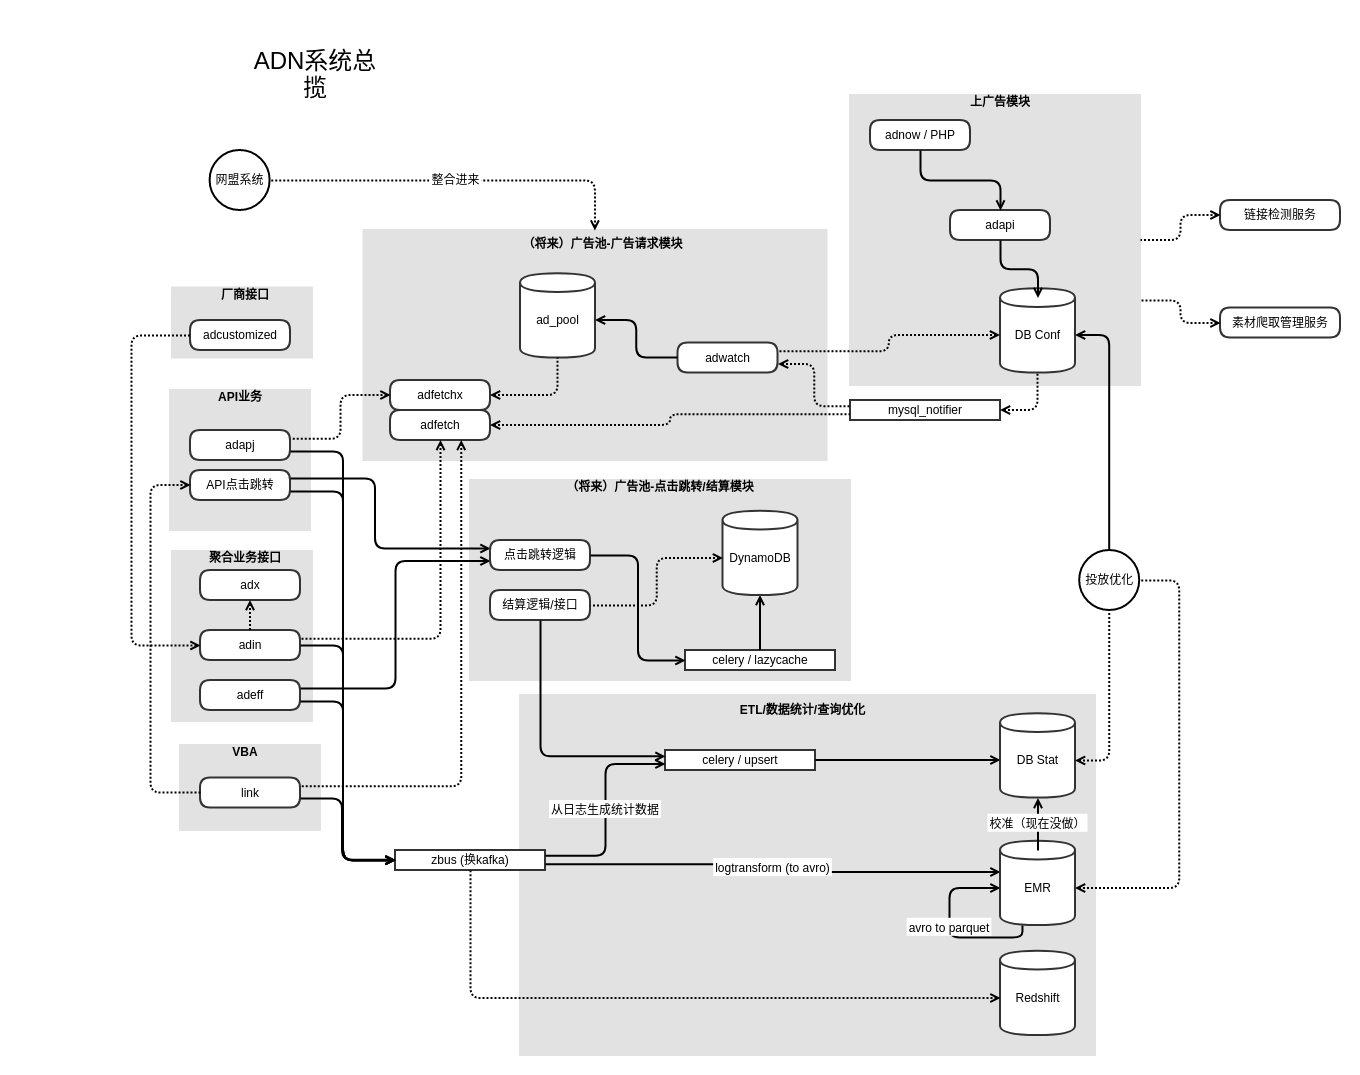 ADN系统总
揽
网盟系统
整合进来
上广告模块
adnow / PHP
adapi
DB Conf
链接检测服务
素材爬取管理服务
（将来）广告池-广告请求模块
ad_pool
adwatch
adfetchx
adfetch
mysql_notifier
厂商接口
adcustomized
API业务
adapj
API点击跳转
聚合业务接口
adx
adin
adeff
VBA
link
（将来）广告池-点击跳转/结算模块
点击跳转逻辑
结算逻辑/接口
DynamoDB
celery / lazycache
投放优化
ETL/数据统计/查询优化
celery / upsert
DB Stat
从日志生成统计数据
校准（现在没做）
zbus (换kafka)
logtransform (to avro)
EMR
avro to parquet
Redshift